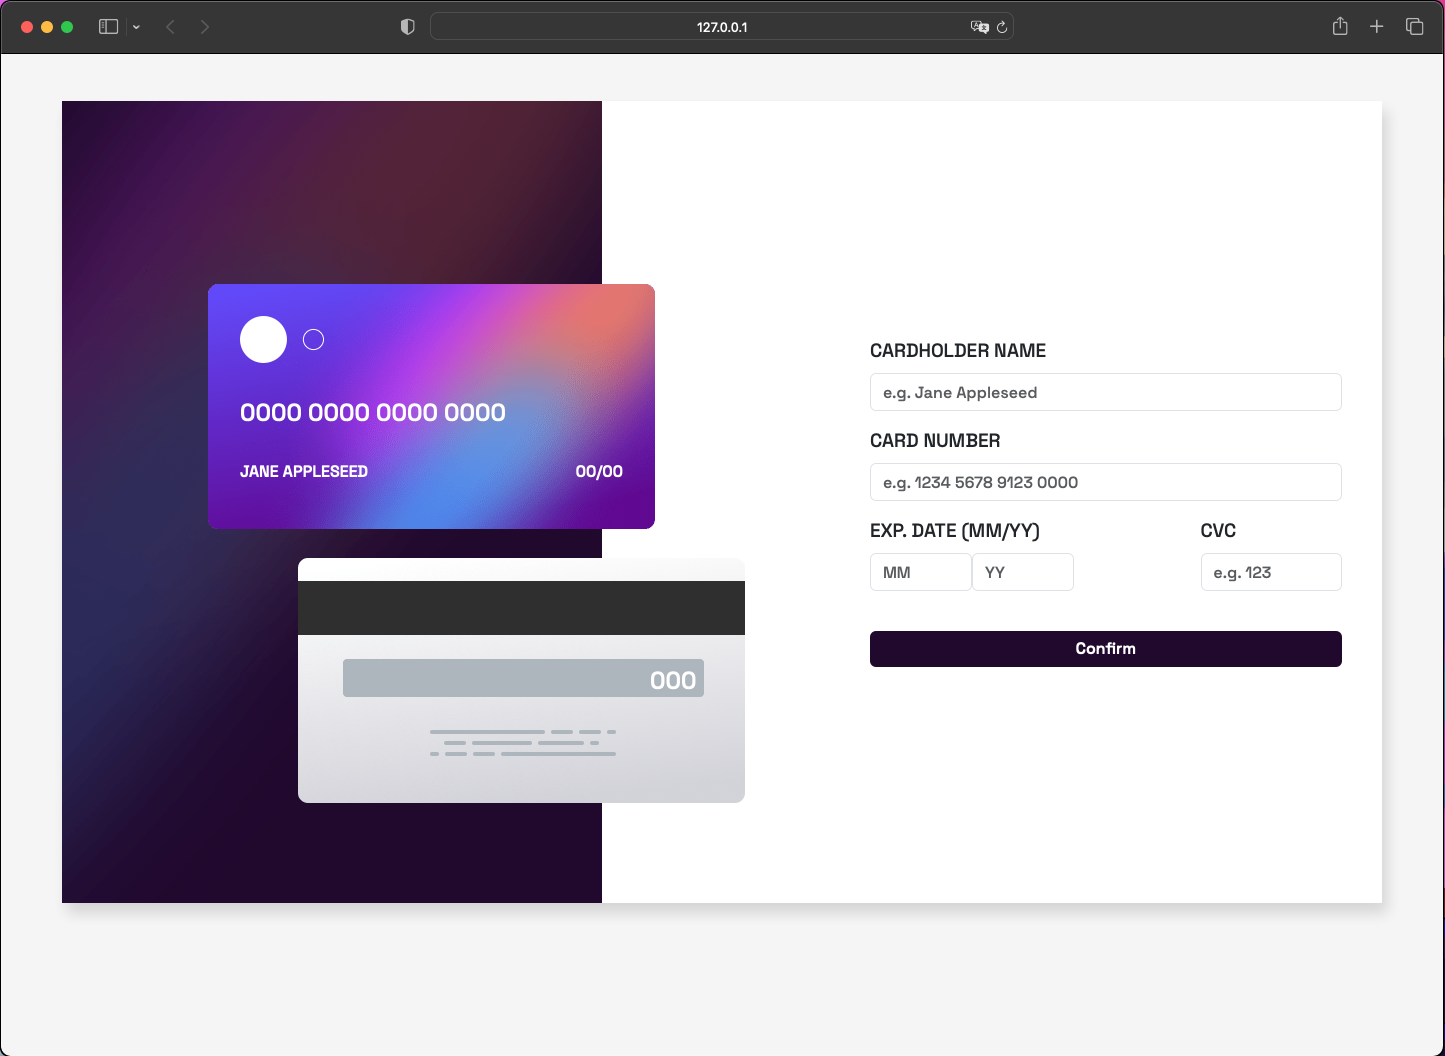 127.0.0.1
0000 0000 0000 0000
JANE APPLESEED 00/00
000
CARDHOLDER NAME
e.g. Jane Appleseed
CARD NUMBER
e.g. 1234 5678 9123 0000
EXP. DATE (MM/YY) CVC
MM YY e.g. 123
Confirm